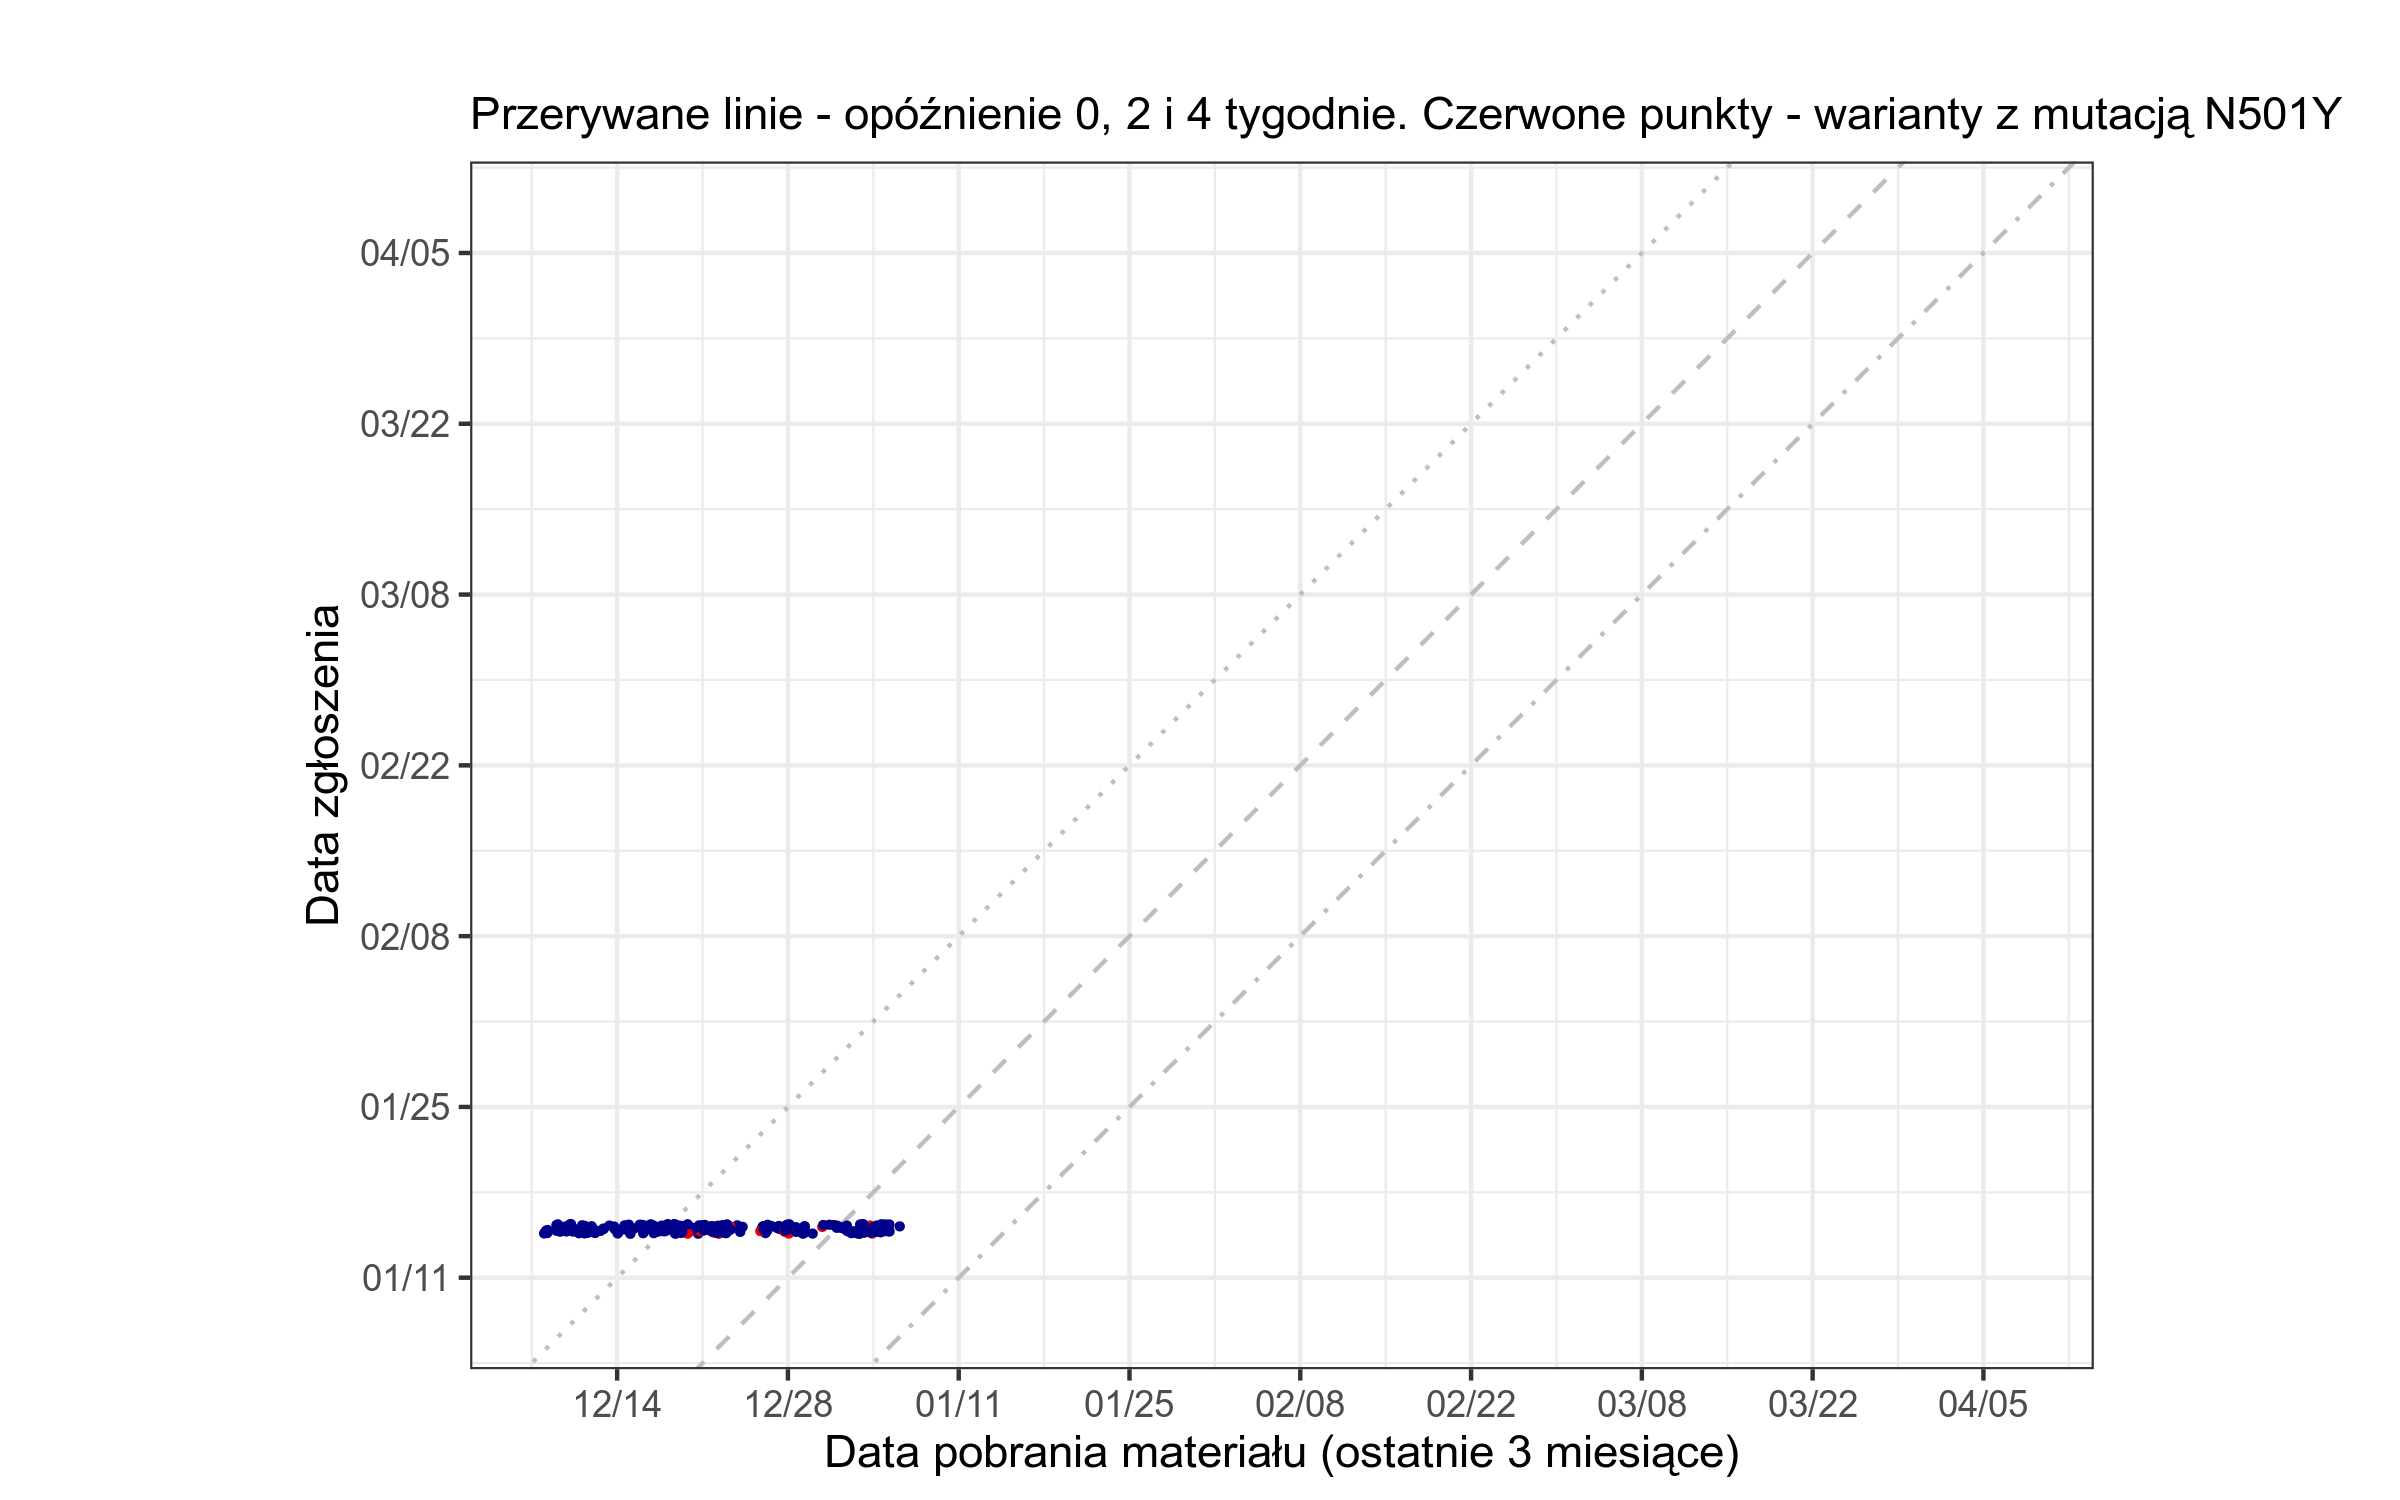 Przerywane linie - opóźnienie 0, 2 i 4 tygodnie. Czerwone punkty - warianty z mutacją N501Y
Data zgłoszenia
04/05
03/22
03/08
02/22
02/08
01/25
01/11
12/14 12/28 01/11 01/25 02/08 02/22 03/08 03/22 04/05
Data pobrania materiału (ostatnie 3 miesiące)